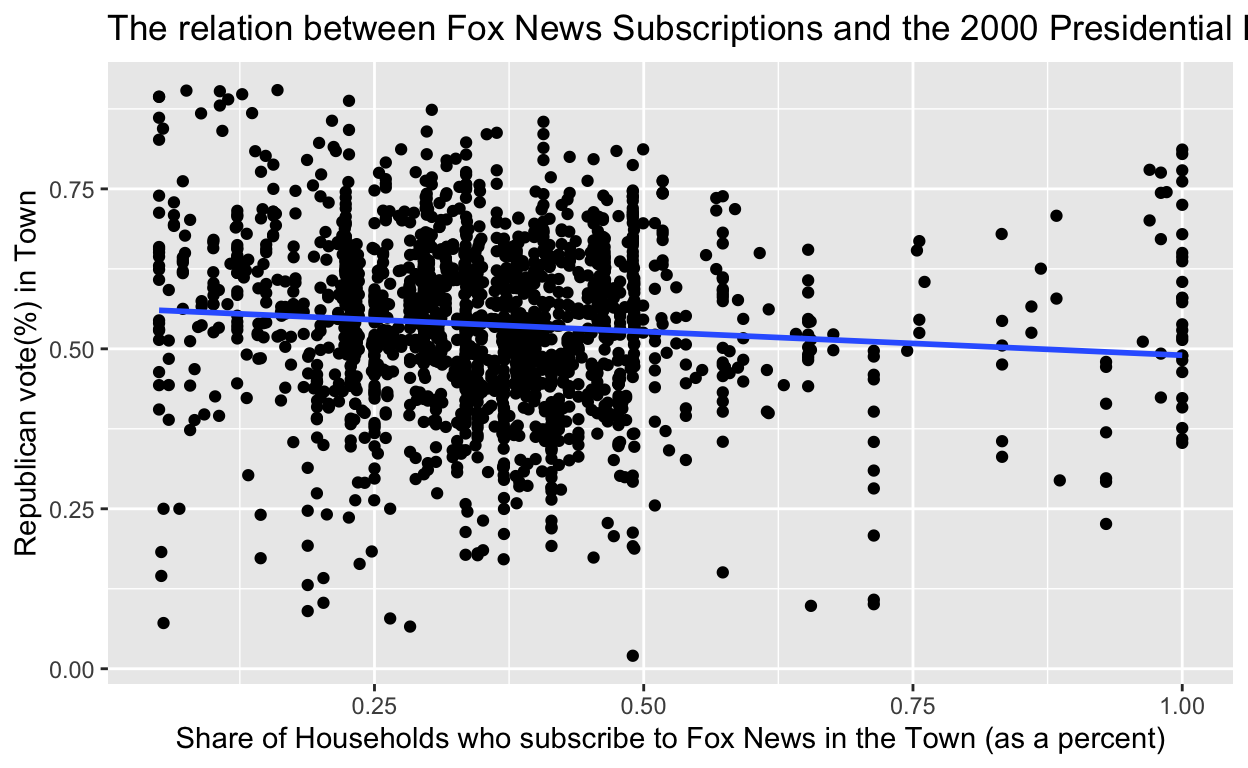 The relation between Fox News Subscriptions and the 2000 Presidential
Republican vote(%) in Town
0.75
0.50
0.25
0.00
0.25
0.50
0.75
1.00
Share of Households who subscribe to Fox News in the Town (as a percent)